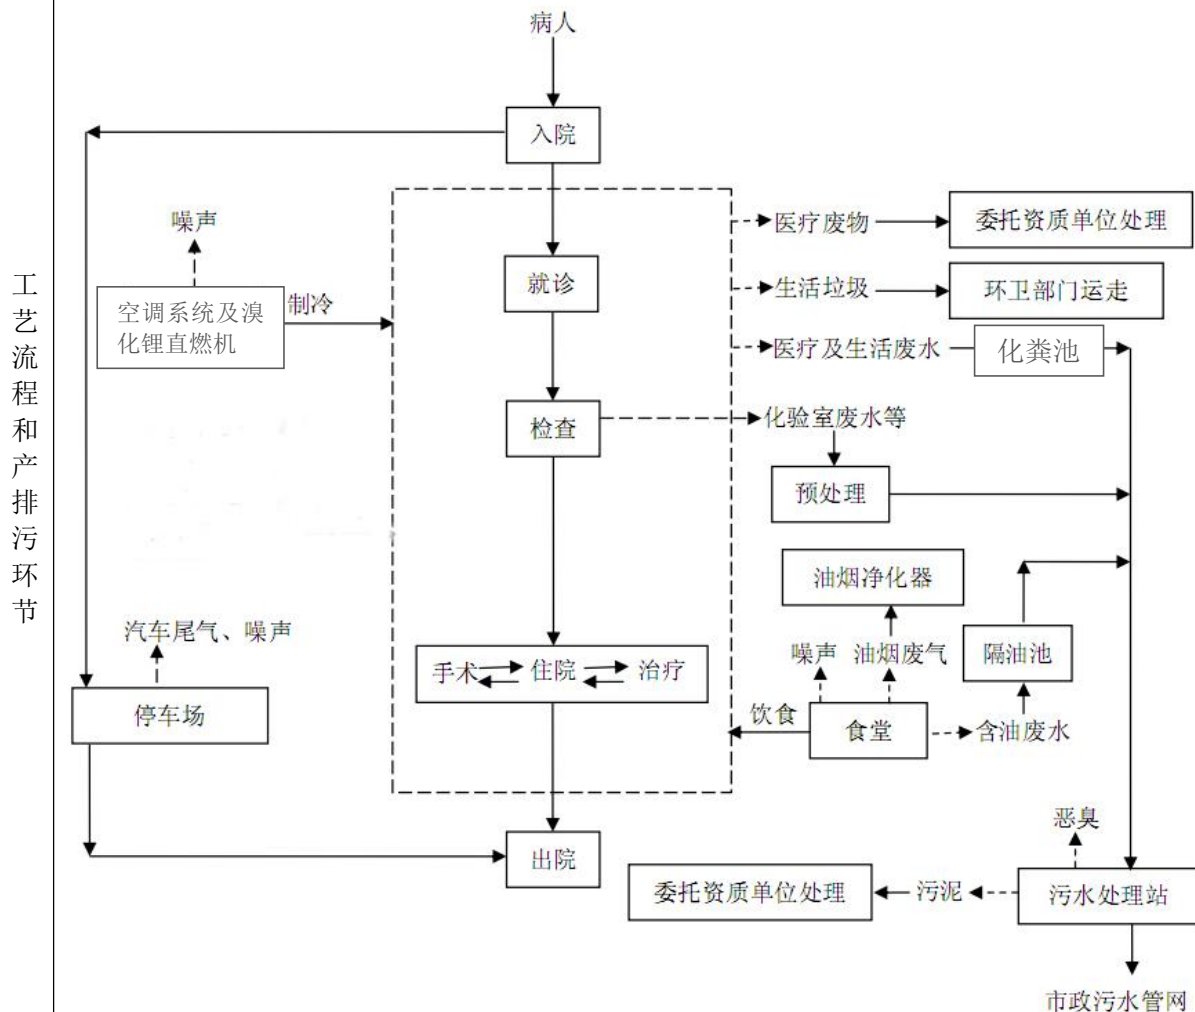 工艺流程和产排污环节
病人
入院
噪声
医疗废物
委托资质单位处理
就诊
生活垃圾
环卫部门运走
空调系统及溴
化锂直燃机
制冷
医疗及生活废水
化粪池
检查
化验室废水等
预处理
油烟净化器
汽车尾气、噪声
噪声
油烟废气
隔油池
手术
住院
治疗
停车场
饮食
食堂
含油废水
恶臭
出院
委托资质单位处理
污泥
污水处理站
市政污水管网